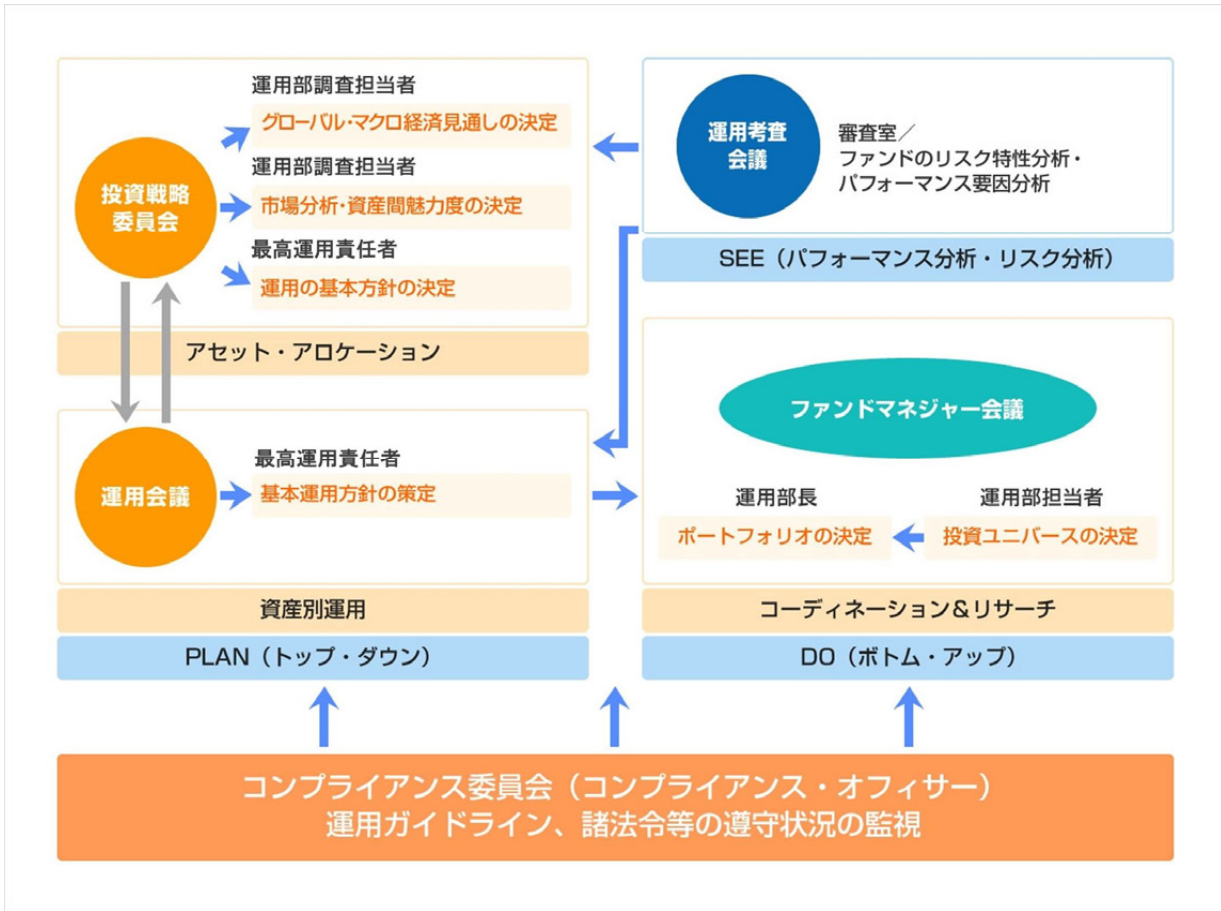 運用部調査担当者
グローバル・マクロ経済見通しの決定
投資戦略
委員会
運用部調査担当者
市場分析・資産間魅力度の決定
最高運用責任者
運用の基本方針の決定
アセット・アロケーション
運用会議
最高運用責任者
基本運用方針の策定
資産別運用
PLAN（トップ・ダウン）
運用考査
会議
審査室／
ファンドのリスク特性分析・
パフォーマンス要因分析
SEE（パフォーマンス分析・リスク分析）
ファンドマネジャー会議
運用部長
ポートフォリオの決定
運用部担当者
投資ユニバースの決定
コーディネーション＆リサーチ
DO（ボトム・アップ）
コンプライアンス委員会（コンプライアンス・オフィサー）
運用ガイドライン、諸法令等の遵守状況の監視